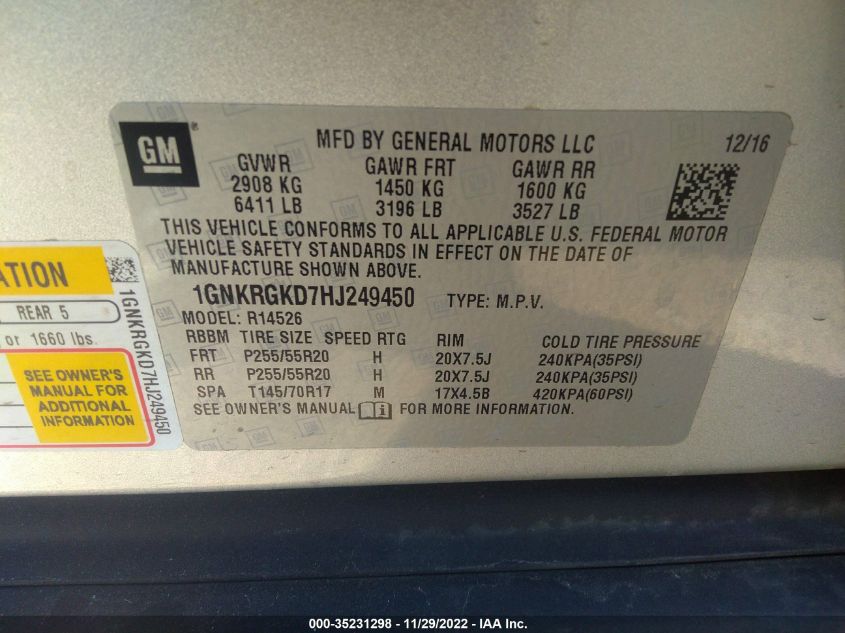 GM
MFD BY GENERAL MOTORS LLC 12/16
GVWR GAWR FRT GAWR RR
2908 KG 1450 KG 1600 KG
6411 LB 3196 LB 3527 LB
THIS VEHICLE CONFORMS TO ALL APPLICABLE U.S. FEDERAL MOTOR
VEHICLE SAFETY STANDARDS IN EFFECT ON THE DATE OF
MANUFACTURE SHOWN ABOVE.
1GNKRGKD7HJ249450 TYPE: M.P.V.
MODEL: R14526
RBBM TIRE SIZE SPEED RTG RIM COLD TIRE PRESSURE
FRT P255/55R20 H 20X7.5J 240KPA(35PSI)
RR P255/55R20 H 20X7.5J 240KPA(35PSI)
SPA T145/70R17 M 17X4.5B 420KPA(60PSI)
SEE OWNER'S MANUAL FOR MORE INFORMATION.
REAR 5
or 1660 lbs.
SEE OWNER'S
MANUAL FOR
ADDITIONAL
INFORMATION
1GNKRGKD7HJ249450
000-35231298 - 11/29/2022 - IAA Inc.